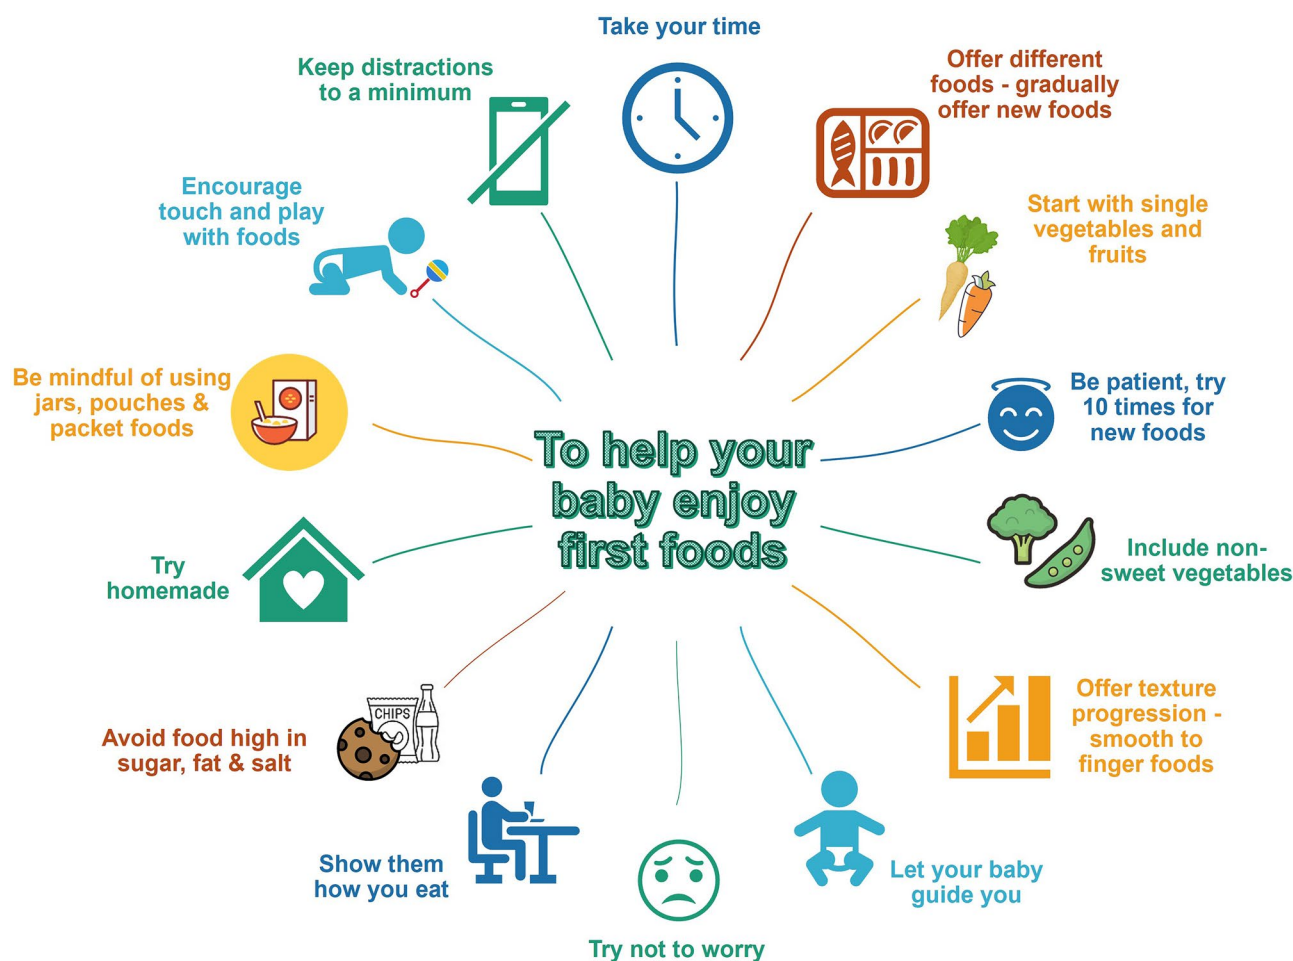 Take your time
Keep distractions
to a minimum
Offer different
foods - gradually
offer new foods
Encourage
touch and play
with foods
Start with single
vegetables and
fruits
Be mindful of using
jars, pouches &
packet foods
Be patient, try
10 times for
new foods
To help your
baby enjoy
first foods
Try
homemade
Include non-
sweet vegetables
Avoid food high in
sugar, fat & salt
CHIPS
Offer texture
progression -
smooth to
finger foods
Show them
how you eat
Let your baby
guide you
Try not to worry